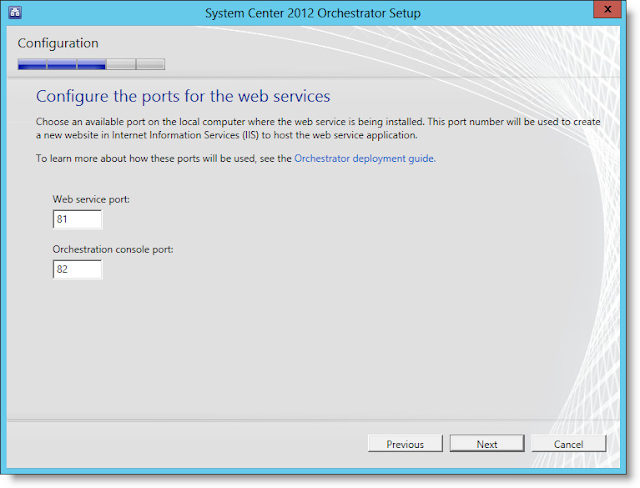 System Center 2012 Orchestrator Setup
x
Configuration
Configure the ports for the web services
Choose an available port on the local computer where the web service is being installed. This port number will be used to create
a new website in Internet Information Services (IIS) to host the web service application.
To learn more about how these ports will be used, see the Orchestrator deployment guide.
Web service port:
81
Orchestration console port:
82
Previous
Next
Cancel